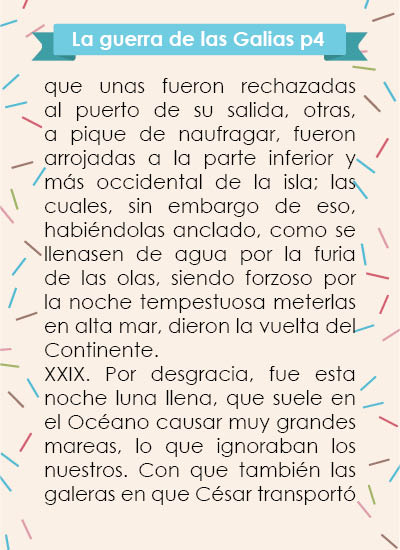 La guerra de las Galias p4
que unas fueron rechazadas
al puerto de su salida, otras,
a pique de naufragar, fueron
arrojadas a la parte inferior y
más occidental de la isla; las
cuales, sin embargo de eso,
habiéndolas anclado, como se
llenasen de agua por la furia
de las olas, siendo forzoso por
la noche tempestuosa meterlas
en alta mar, dieron la vuelta del
Continente.
XXIX. Por desgracia, fue esta
noche luna llena, que suele en
el Océano causar muy grandes
mareas, lo que ignoraban los
nuestros. Con que también las
galeras en que César transportó